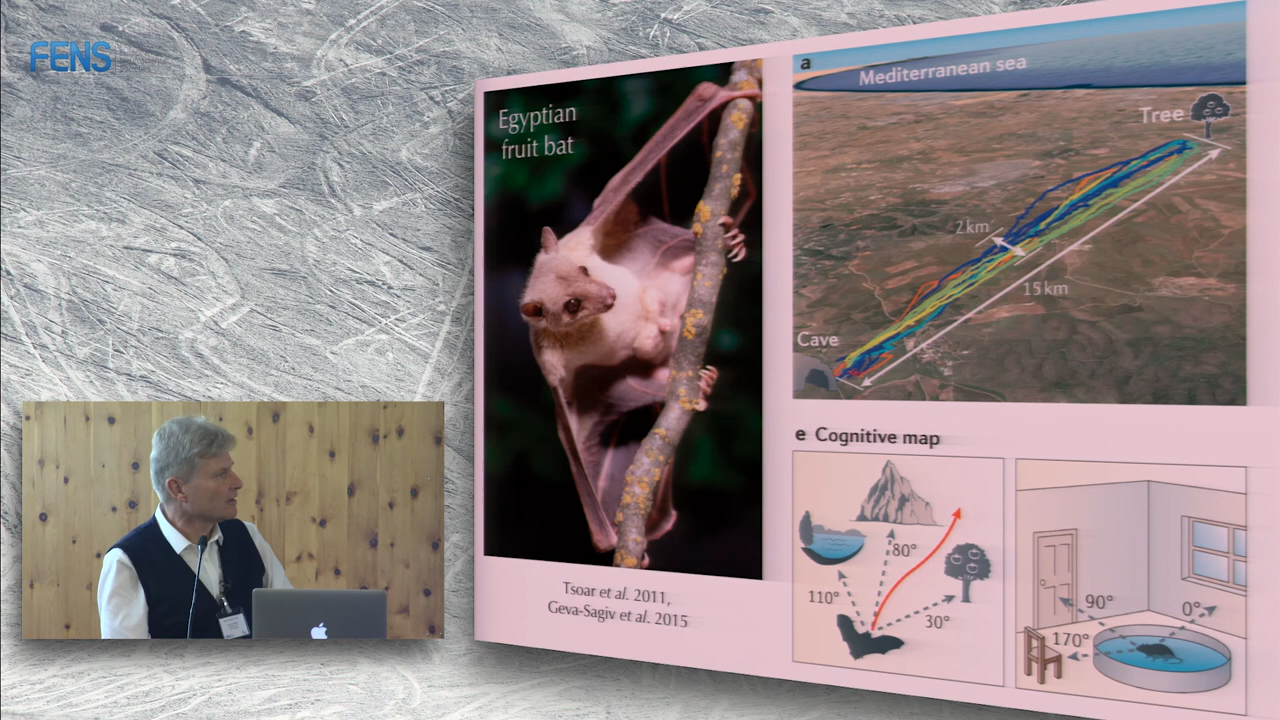 FENS
Egyptian
fruit bat
Tsoar et al. 2011,
Geva-Sagiv et al. 2015
a
Mediterranean sea
Tree
2 km
15 km
Cave
e Cognitive map
80°
110°
30°
90°
0°
170°